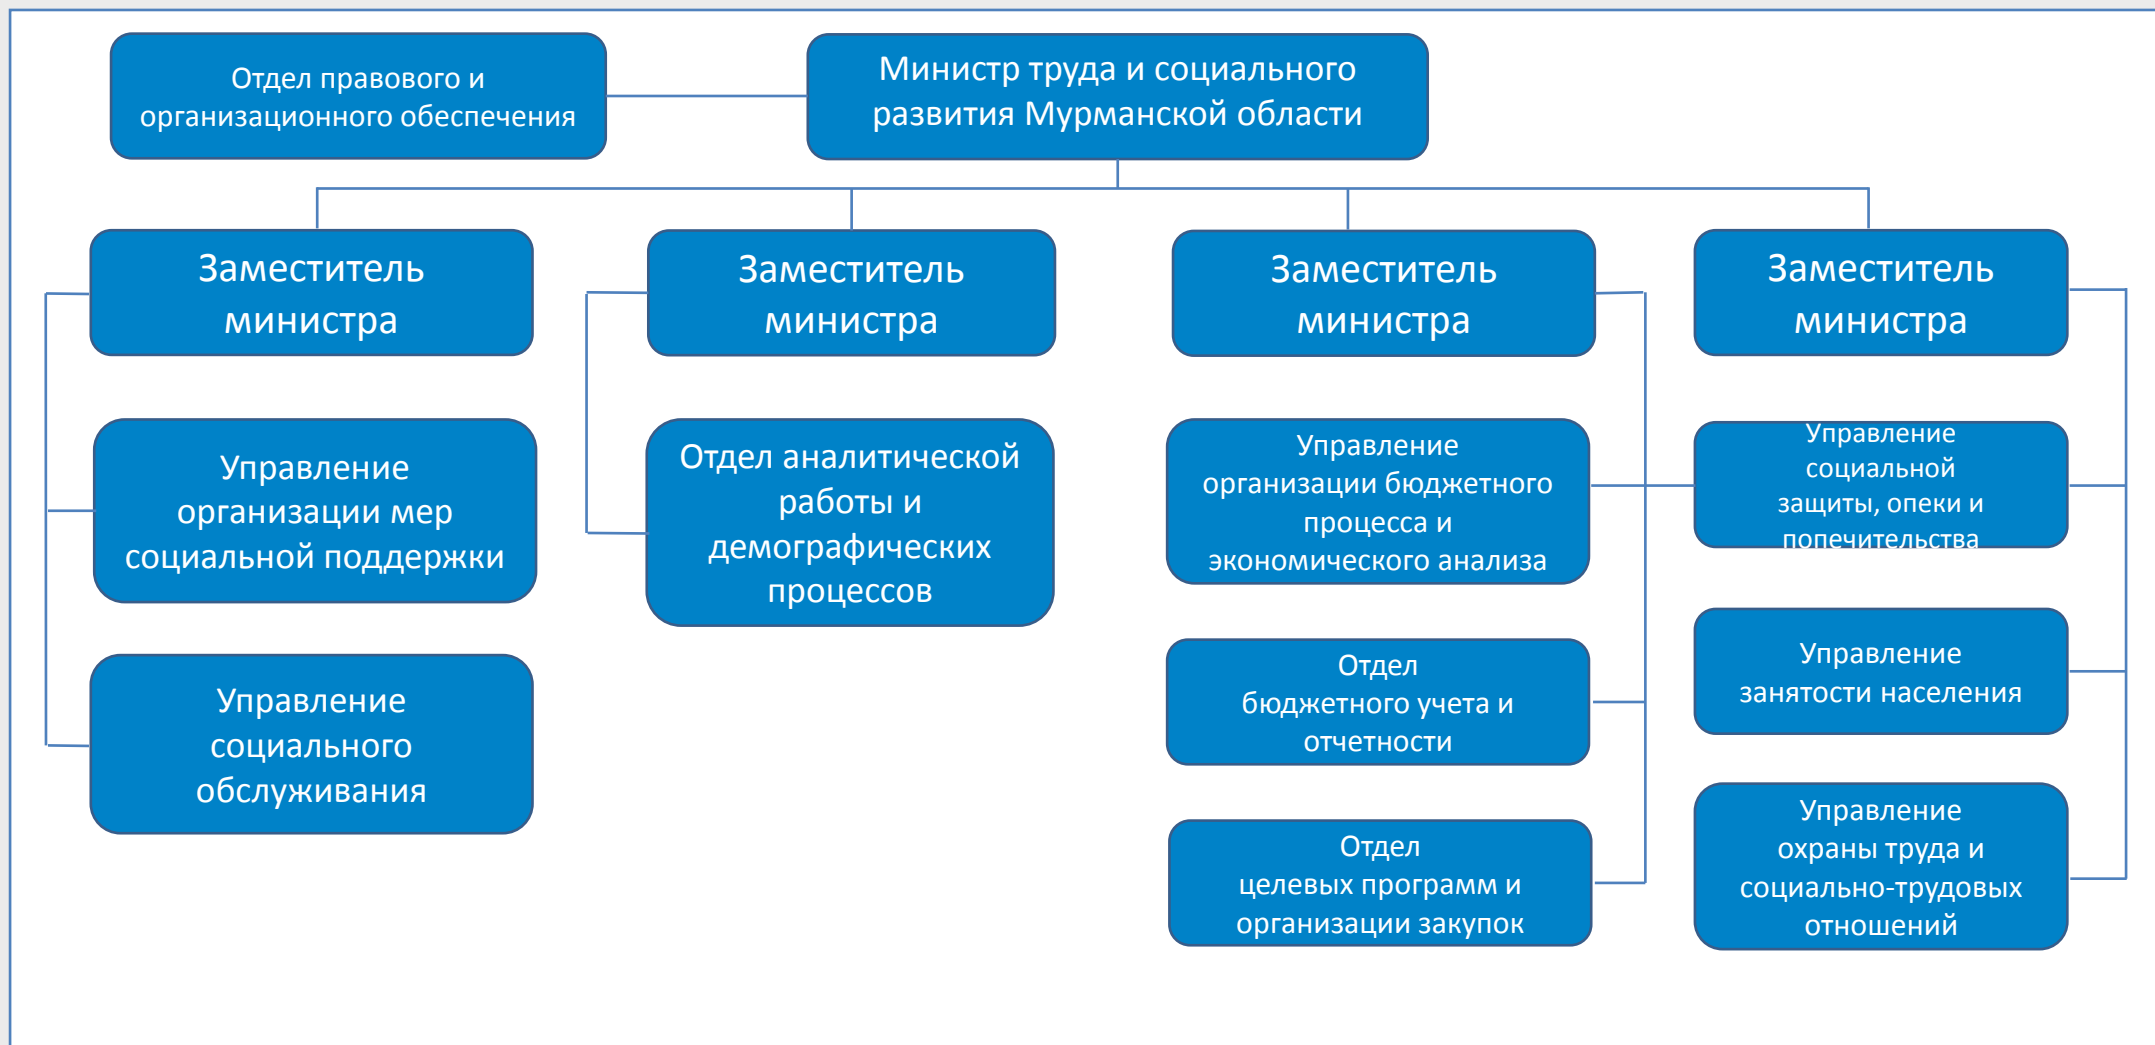 Отдел правового и
организационного обеспечения
Министр труда и социального
развития Мурманской области
Заместитель
министра
Заместитель
министра
Заместитель
министра
Заместитель
министра
Управление
организации мер
социальной поддержки
Отдел аналитической
работы и
демографических
процессов
Управление
организации бюджетного
процесса и
экономического анализа
Управление
социальной
защиты, опеки и
попечительства
Управление
социального
обслуживания
Отдел
бюджетного учета и
отчетности
Управление
занятости населения
Отдел
целевых программ и
организации закупок
Управление
охраны труда и
социально-трудовых
отношений